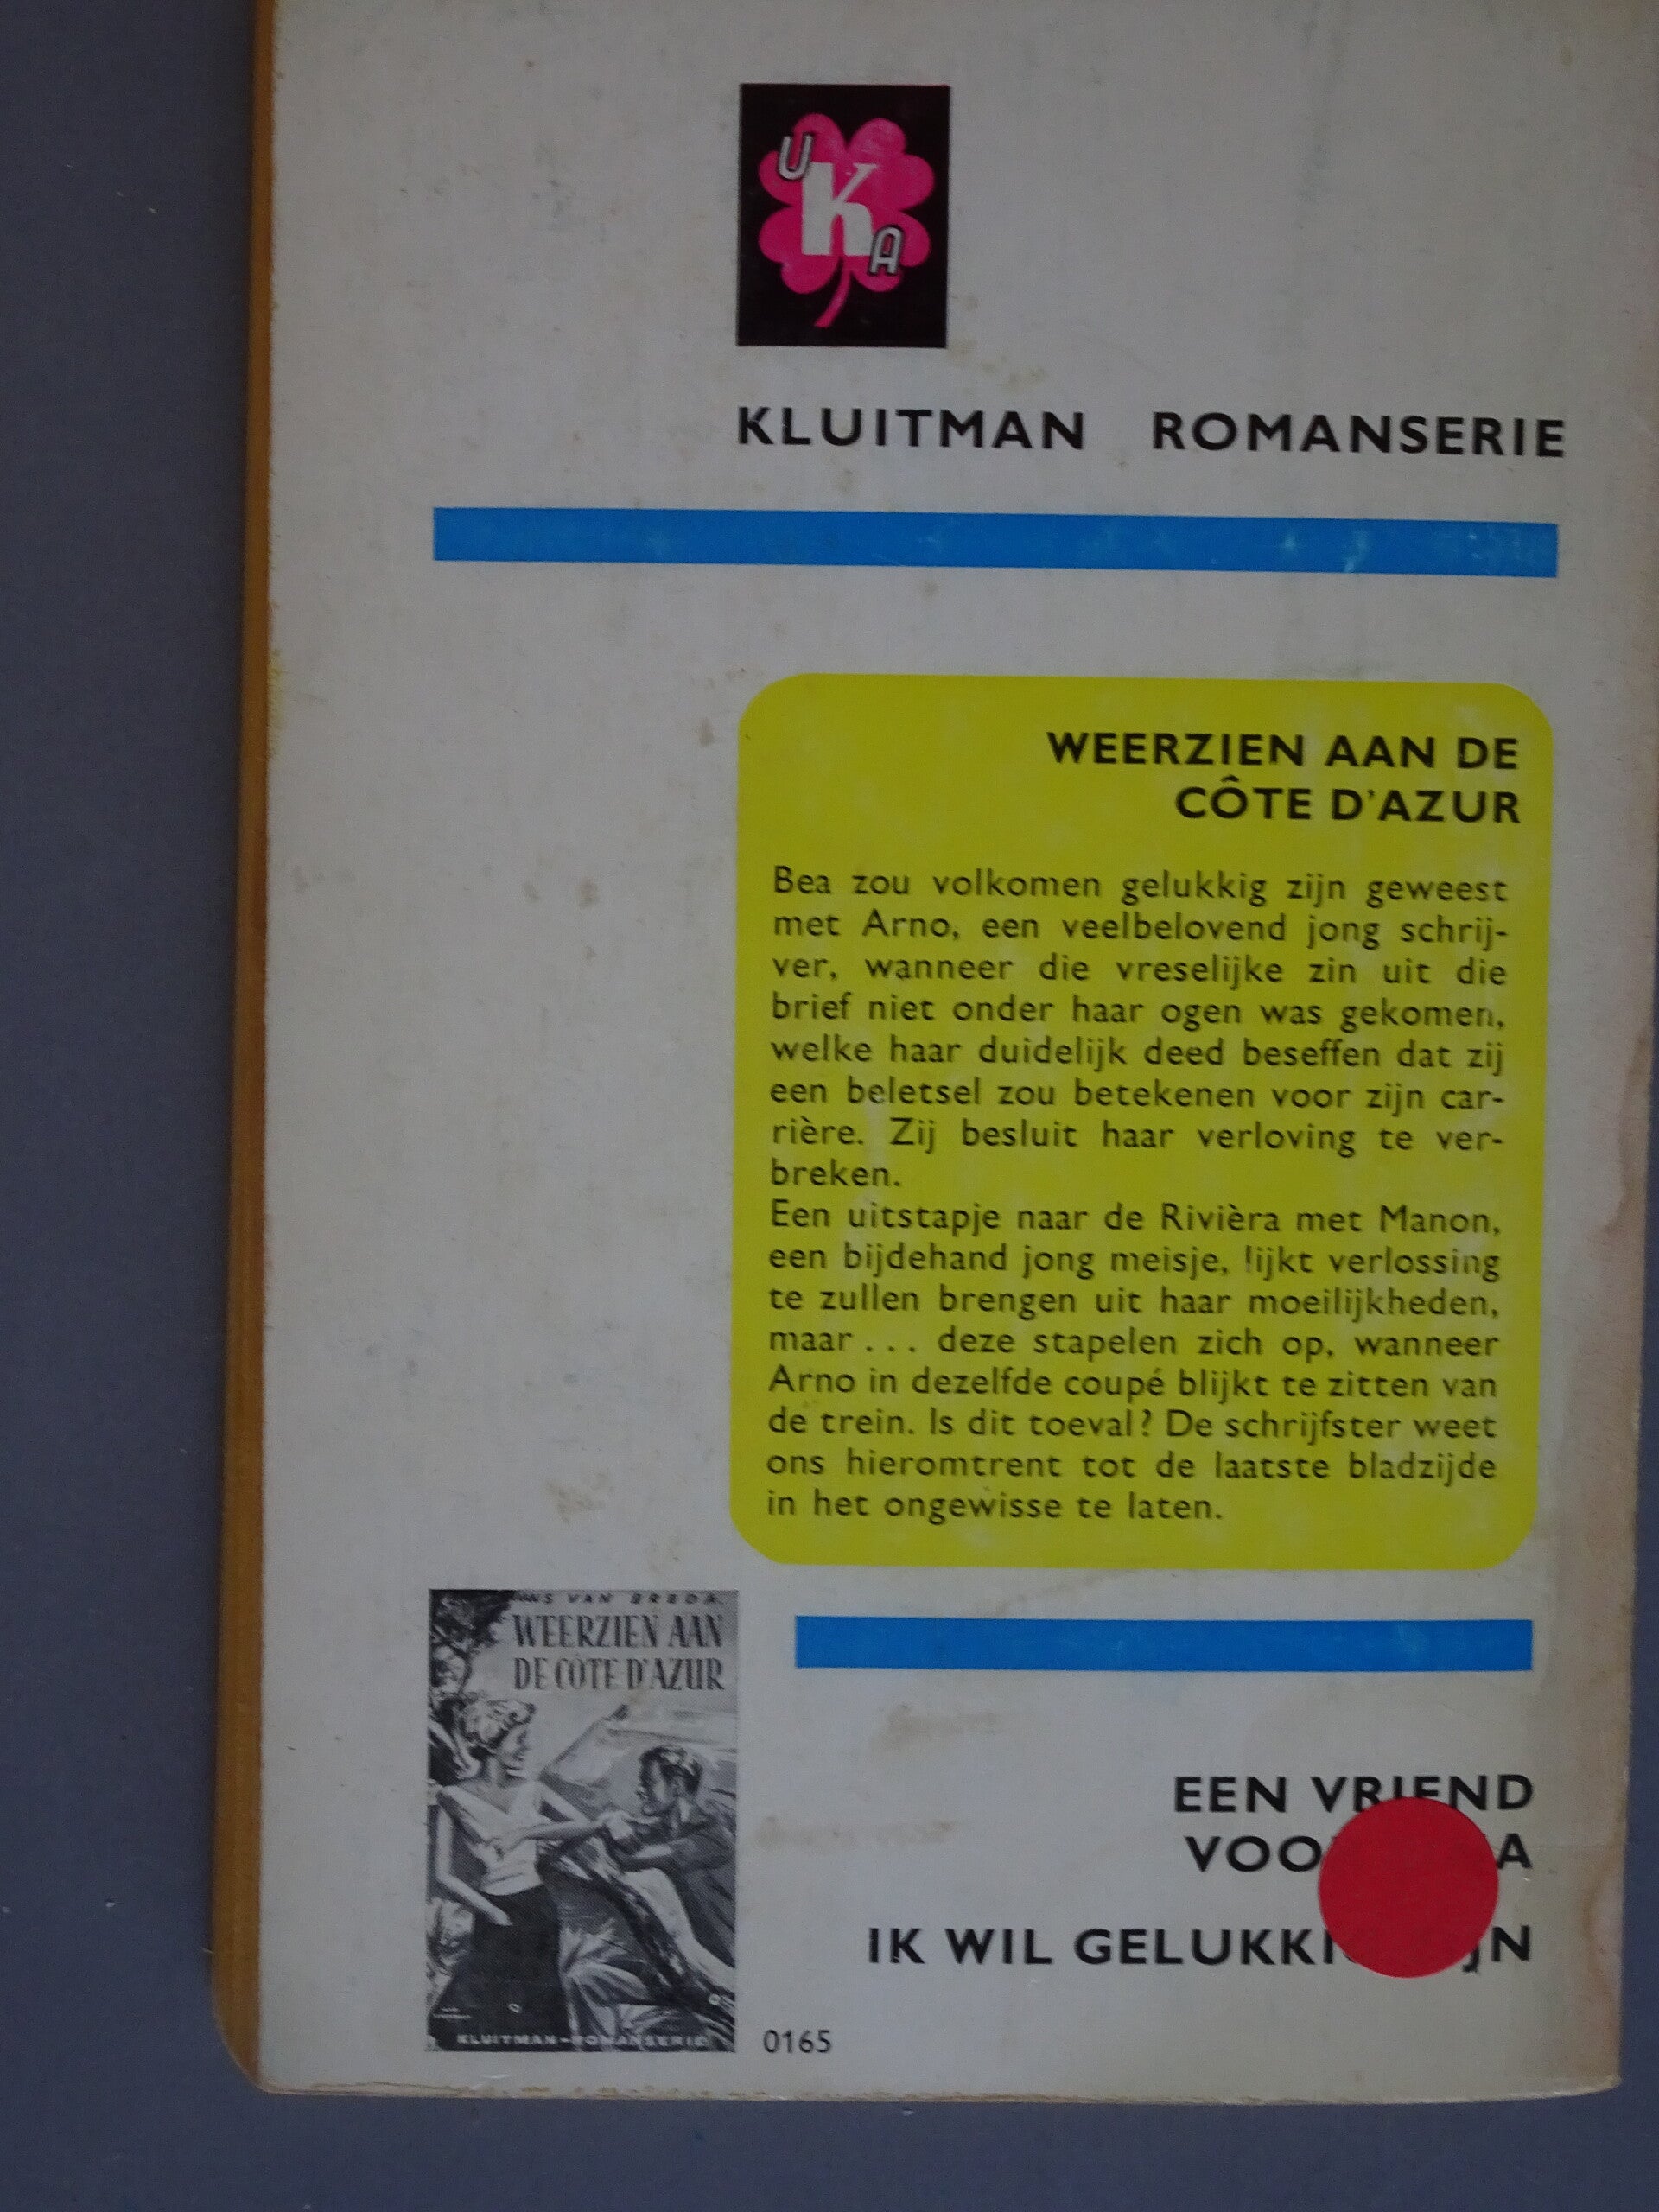 U
K
A
KLUITMAN ROMANSERIE
WEERZIEN AAN DE
CÔTE D'AZUR
Bea zou volkomen gelukkig zijn geweest
met Arno, een veelbelovend jong schrij-
ver, wanneer die vreselijke zin uit die
brief niet onder haar ogen was gekomen,
welke haar duidelijk deed beseffen dat zij
een beletsel zou betekenen voor zijn car-
rière. Zij besluit haar verloving te ver-
breken.
Een uitstapje naar de Rivièra met Manon,
een bijdehand jong meisje, lijkt verlossing
te zullen brengen uit haar moeilijkheden,
maar... deze stapelen zich op, wanneer
Arno in dezelfde coupé blijkt te zitten van
de trein. Is dit toeval? De schrijfster weet
ons hieromtrent tot de laatste bladzijde
in het ongewisse te laten.
VAN BREDA
WEERZIEN AAN
DE CÔTE D'AZUR
KLUITMAN-ROMANSERIE
EEN VRIEND
IK WIL
0165